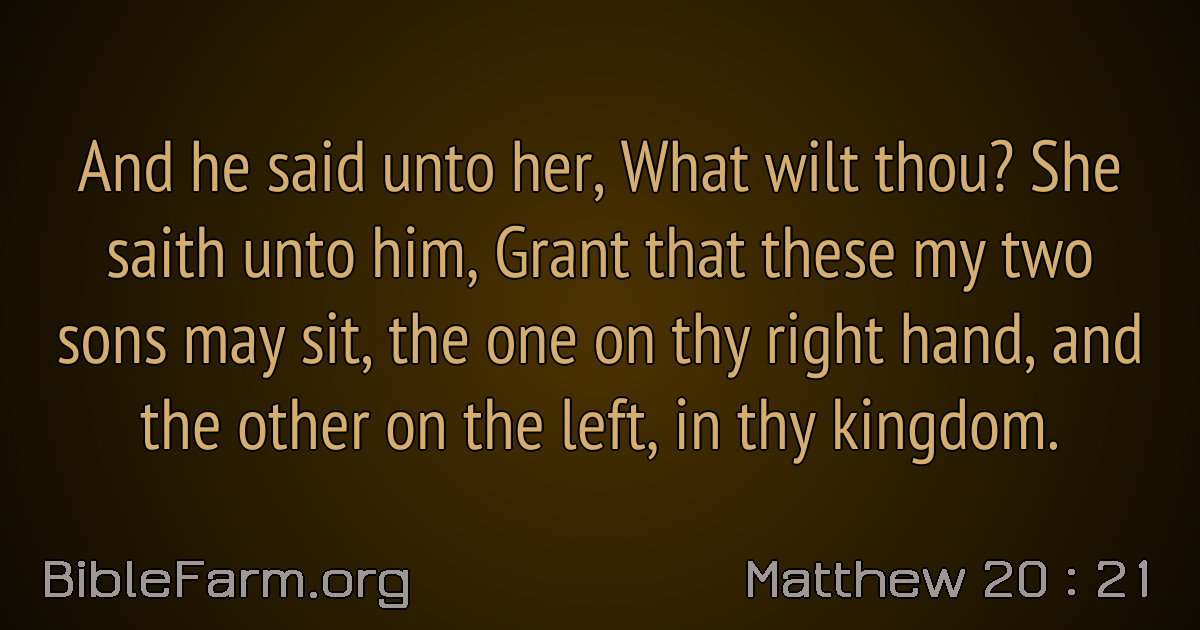 And he said unto her, What wilt thou? She
saith unto him, Grant that these my two
sons may sit, the one on thy right hand, and
the other on the left, in thy kingdom.
BibleFarm.org
Matthew 20 : 21